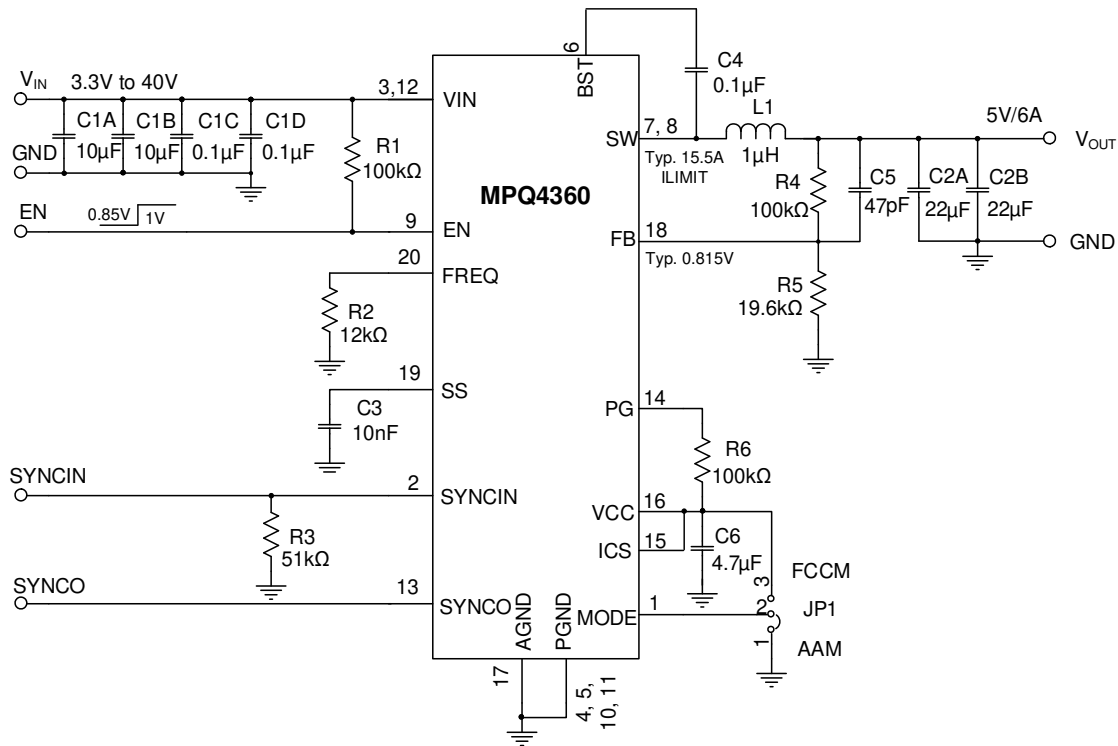 6
BST
C4
0.1µF
VIN
3.3V to 40V
3,12
VIN
C1A
10µF
C1B
10µF
C1C
0.1µF
C1D
0.1µF
GND
R1
100kΩ
SW
7, 8
L1
1µH
5V/6A
VOUT
Typ. 15.5A
ILIMIT
MPQ4360
R4
100kΩ
C5
47pF
C2A
22µF
C2B
22µF
EN
0.85V
1V
9
EN
FB
18
Typ. 0.815V
GND
20
FREQ
R2
12kΩ
R5
19.6kΩ
19
SS
C3
10nF
PG
14
R6
100kΩ
SYNCIN
2
SYNCIN
R3
51kΩ
VCC
16
ICS
15
C6
4.7µF
SYNCO
13
SYNCO
MODE
1
3
FCCM
2
JP1
1
AAM
AGND
PGND
17
4, 5,
10, 11